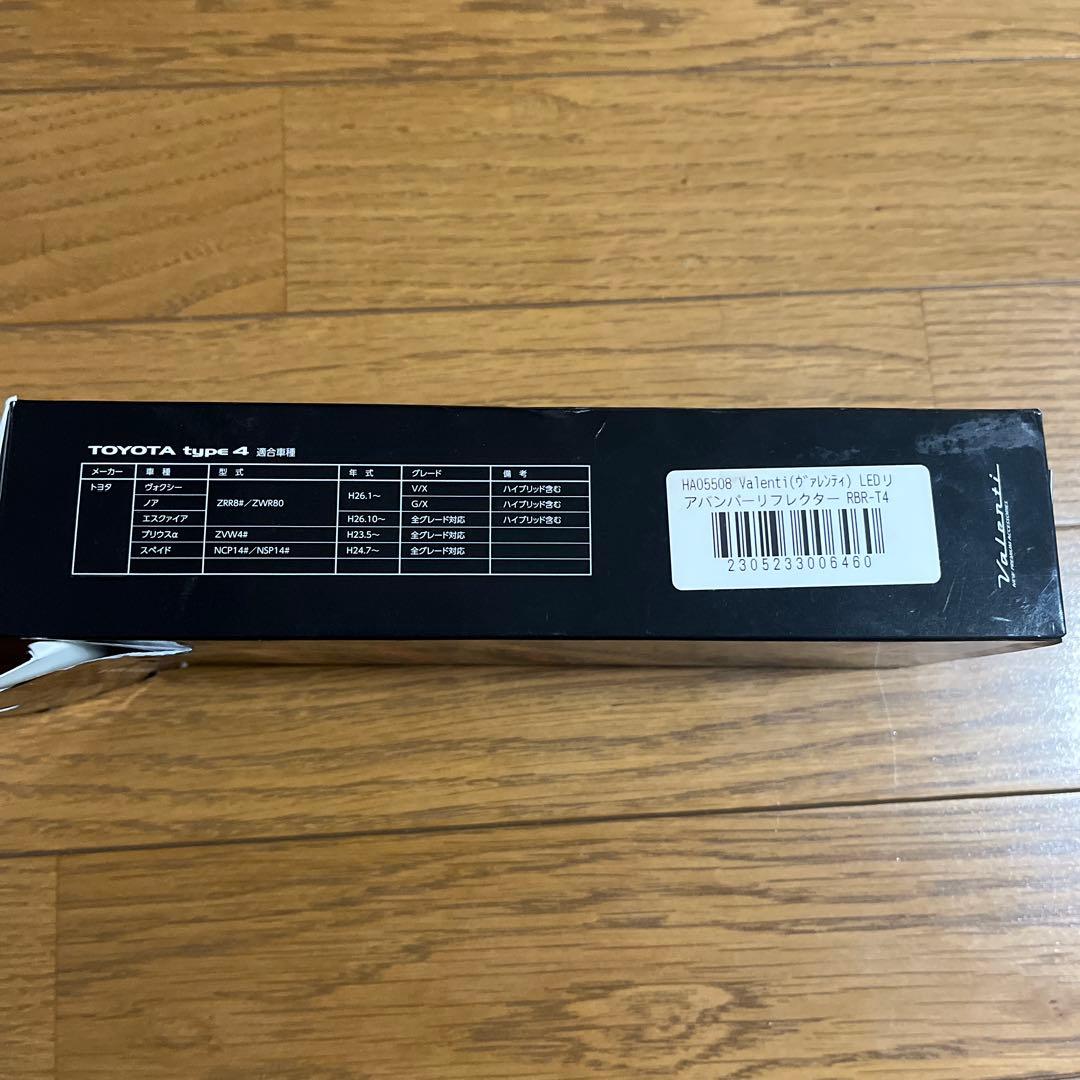 TOYOTA type 4 適合車種
メーカー 車種 型式 年式 グレード 備考
トヨタ ヴォクシー ZRR8#/ZWR80 H26.1〜 V/X ハイブリッド含む
ノア G/X ハイブリッド含む
エスクァイア H26.10〜 全グレード対応 ハイブリッド含む
プリウスα ZVW4# H23.5〜 全グレード対応
スペイド NCP14#/NSP14# H24.7〜 全グレード対応
HA05508 Valenti(ヴァレンティ) LEDリ
アバンパーリフレクター RBR-T4
2305233006460
Valenti
NEW PREMIUM ACCESSORIES